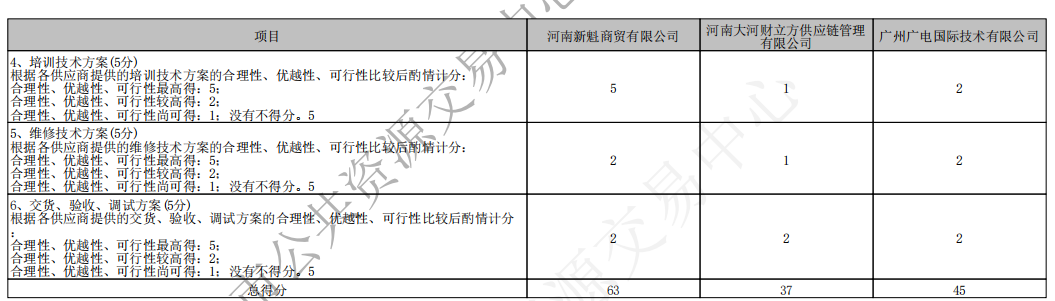 项目
河南新魁商贸有限公司
河南大河财立方供应链管理
有限公司
广州广电国际技术有限公司
4、培训技术方案(5分)
根据各供应商提供的培训技术方案的合理性、优越性、可行性比较后酌情计分：
合理性、优越性、可行性最高得：5；
合理性、优越性、可行性较高得：2；
合理性、优越性、可行性尚可得：1；没有不得分。5
5
1
2
5、维修技术方案(5分)
根据各供应商提供的维修技术方案的合理性、优越性、可行性比较后酌情计分：
合理性、优越性、可行性最高得：5；
合理性、优越性、可行性较高得：2；
合理性、优越性、可行性尚可得：1；没有不得分。5
2
1
2
6、交货、验收、调试方案(5分)
根据各供应商提供的交货、验收、调试方案的合理性、优越性、可行性比较后酌情计分
：
合理性、优越性、可行性最高得：5；
合理性、优越性、可行性较高得：2；
合理性、优越性、可行性尚可得：1；没有不得分。5
2
2
2
总得分
63
37
45
市公共资源交易中心
源交易中心